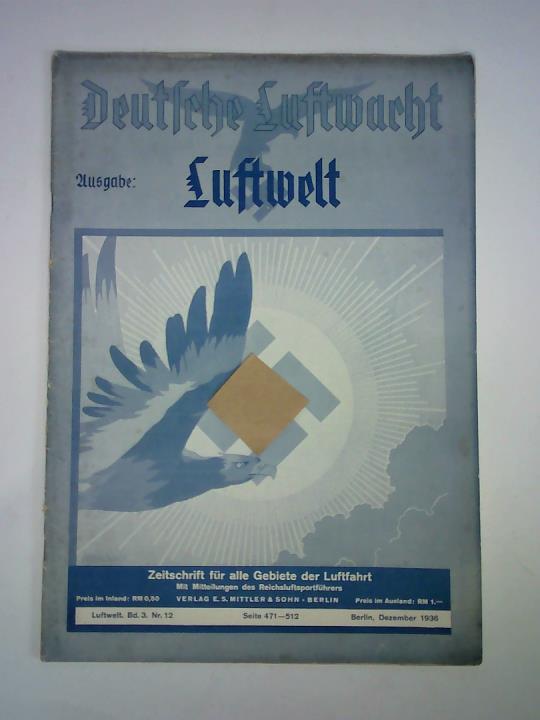 Deutsche Luftwacht
Ausgabe: Luftwelt
Zeitschrift für alle Gebiete der Luftfahrt
Mit Mitteilungen des Reichsluftsportführers
Preis im Inland: RM 0,50 VERLAG E. S. MITTLER & SOHN · BERLIN Preis im Ausland: RM 1,—
Luftwelt. Bd. 3. Nr. 12 Seite 471—512 Berlin, Dezember 1936